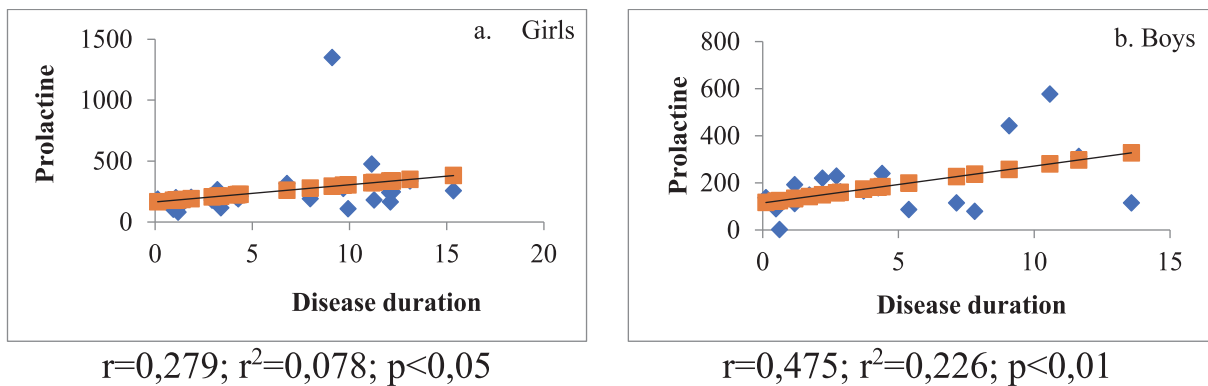 a. Girls
1500
1000
500
0
0 5 10 15 20
Prolactine
Disease duration
r=0,279; r²=0,078; p<0,05
b. Boys
800
600
400
200
0
0 5 10 15
Prolactine
Disease duration
r=0,475; r²=0,226; p<0,01